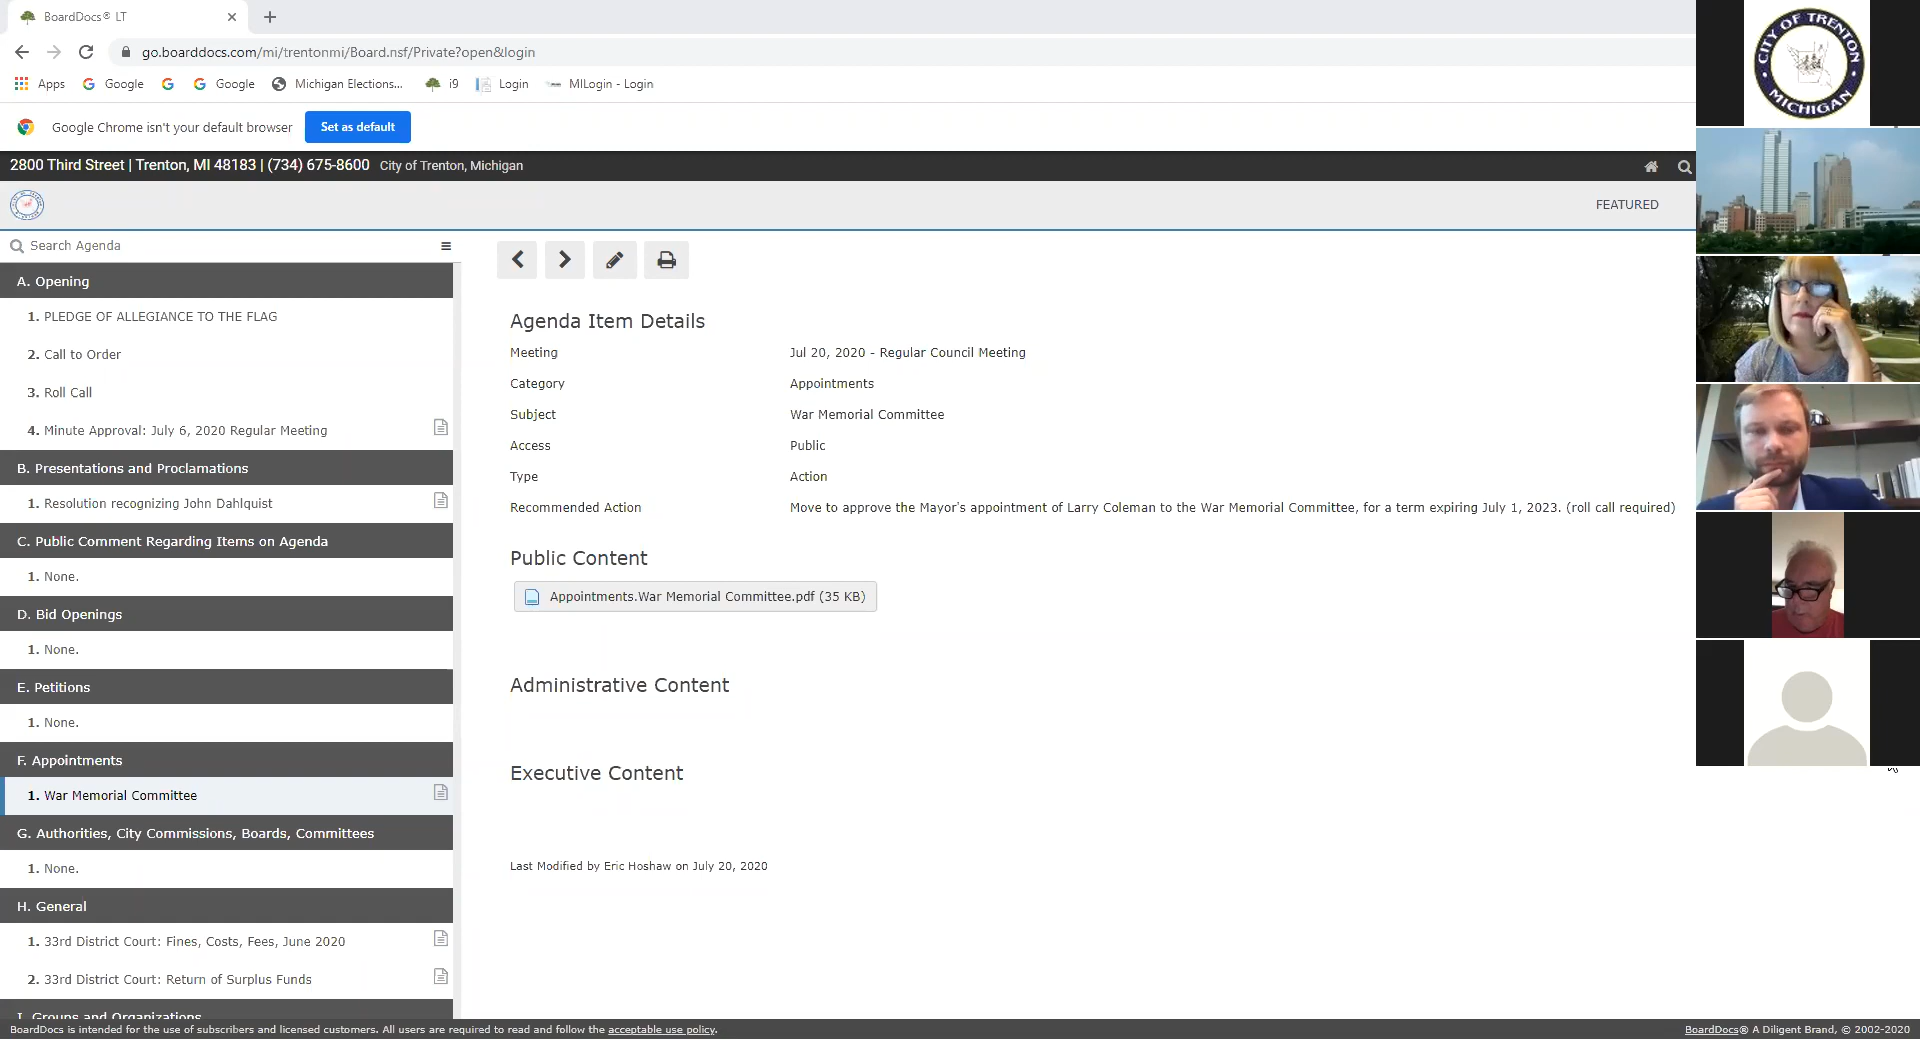 BoardDocs® LT
go.boarddocs.com/mi/trentonmi/Board.nsf/Private?open&login
Apps Google Google Michigan Elections... i9 Login MILogin - Login
Google Chrome isn't your default browser Set as default
2800 Third Street | Trenton, MI 48183 | (734) 675-8600 City of Trenton, Michigan
FEATURED
Search Agenda
A. Opening
1. PLEDGE OF ALLEGIANCE TO THE FLAG
2. Call to Order
3. Roll Call
4. Minute Approval: July 6, 2020 Regular Meeting
B. Presentations and Proclamations
1. Resolution recognizing John Dahlquist
C. Public Comment Regarding Items on Agenda
1. None.
D. Bid Openings
1. None.
E. Petitions
1. None.
F. Appointments
1. War Memorial Committee
G. Authorities, City Commissions, Boards, Committees
1. None.
H. General
1. 33rd District Court: Fines, Costs, Fees, June 2020
2. 33rd District Court: Return of Surplus Funds
I. Groups and Organizations
Agenda Item Details
Meeting Jul 20, 2020 - Regular Council Meeting
Category Appointments
Subject War Memorial Committee
Access Public
Type Action
Recommended Action Move to approve the Mayor's appointment of Larry Coleman to the War Memorial Committee, for a term expiring July 1, 2023. (roll call required)
Public Content
Appointments.War Memorial Committee.pdf (35 KB)
Administrative Content
Executive Content
Last Modified by Eric Hoshaw on July 20, 2020
CITY OF TRENTON
MICHIGAN
BoardDocs is intended for the use of subscribers and licensed customers. All users are required to read and follow the acceptable use policy.
BoardDocs® A Diligent Brand, © 2002-2020